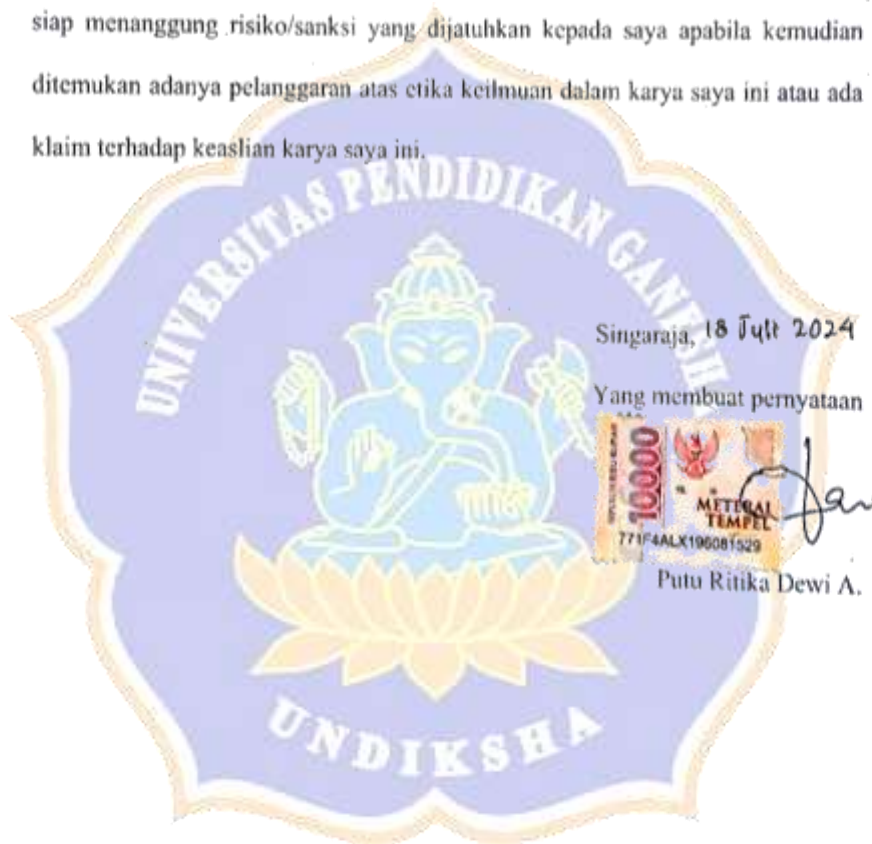 siap menanggung risiko/sanksi yang dijatuhkan kepada saya apabila kemudian
ditemukan adanya pelanggaran atas etika keilmuan dalam karya saya ini atau ada
klaim terhadap keaslian karya saya ini.
UNIVERSITAS PENDIDIKAN GANESHA
Singaraja, 18 Juli 2024
Yang membuat pernyataan
10000
METERAI
TEMPEL
771F4ALX196081529
Putu Ritika Dewi A.
UNDIKSHA